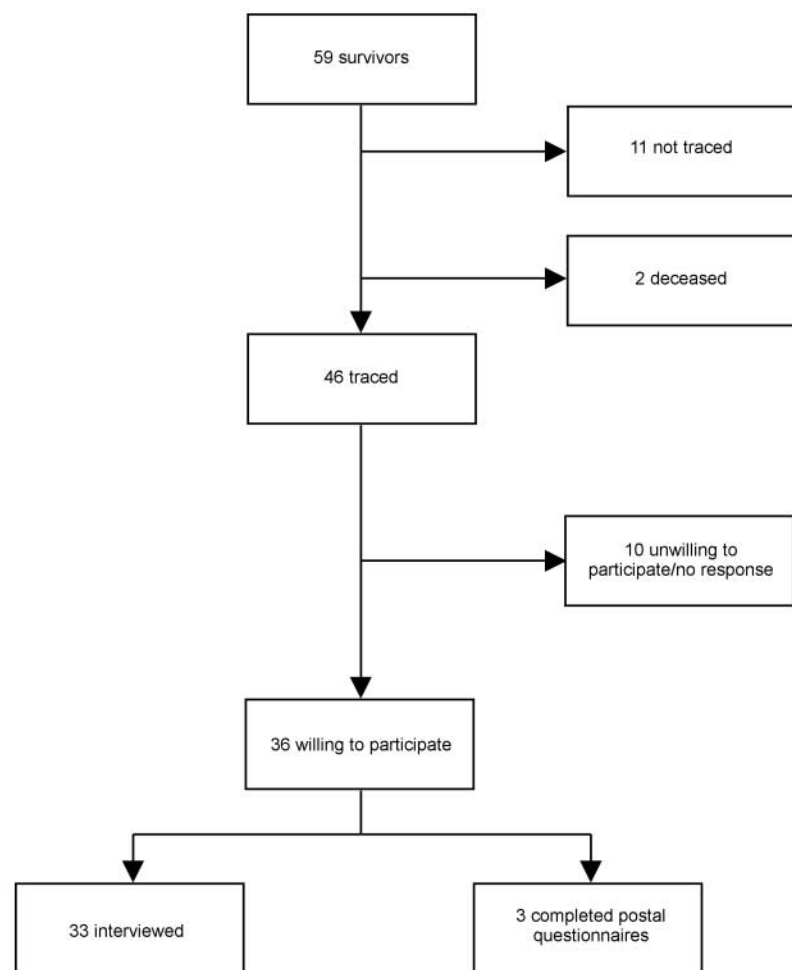 59 survivors
11 not traced
2 deceased
46 traced
10 unwilling to
participate/no response
36 willing to participate
33 interviewed
3 completed postal
questionnaires